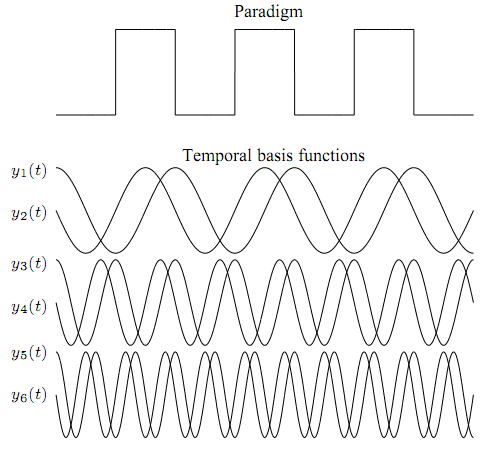 Paradigm
Temporal basis functions
y₁(t)
y₂(t)
y₃(t)
y₄(t)
y₅(t)
y₆(t)